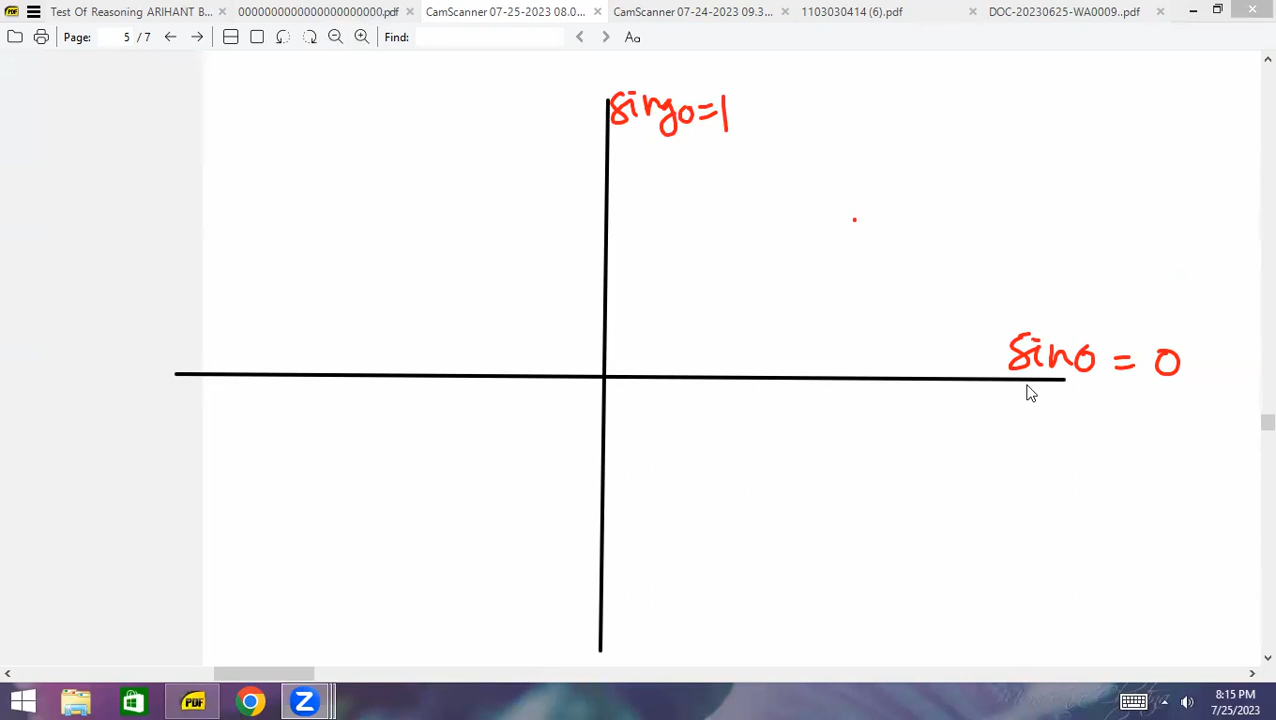 Test Of Reasoning ARIHANT B... × 000000000000000000000000.pdf × CamScanner 07-25-2023 08.0... × CamScanner 07-24-2023 09.3... × 1103030414 (6).pdf × DOC-20230625-WA0009..pdf ×
Page: 5 / 7 Find: Aa
sin90=1
sin0 = 0
8:15 PM
7/25/2023